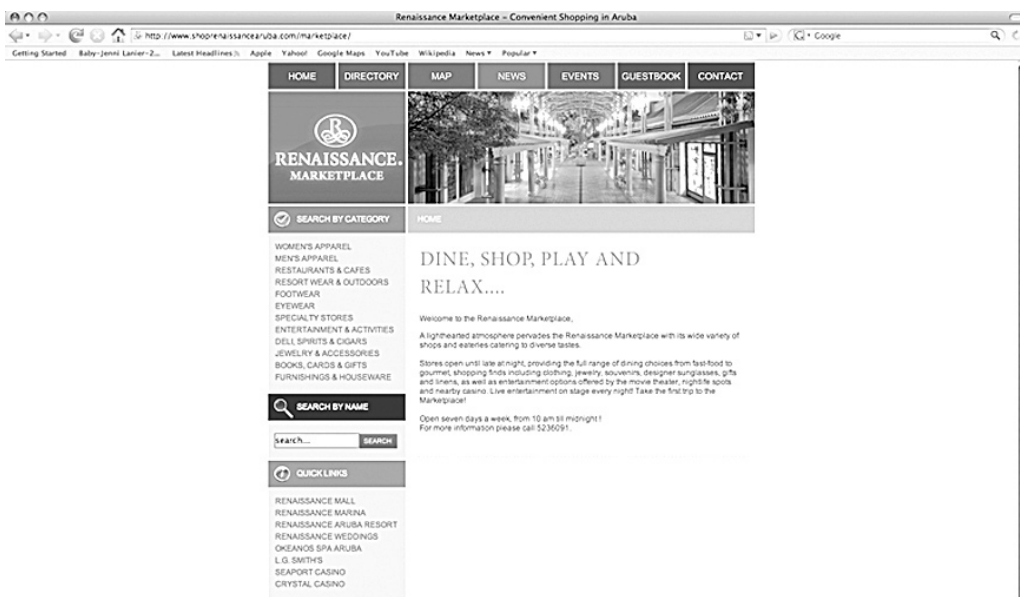 Renaissance Marketplace – Convenient Shopping in Aruba
http://www.shoprenaissancearuba.com/marketplace/
Google
Getting Started Baby-Jenni Lanier-2... Latest Headlines Apple Yahoo! Google Maps YouTube Wikipedia News Popular
HOME DIRECTORY MAP NEWS EVENTS GUESTBOOK CONTACT
R
RENAISSANCE.
MARKETPLACE
SEARCH BY CATEGORY
WOMEN'S APPAREL
MEN'S APPAREL
RESTAURANTS & CAFES
RESORT WEAR & OUTDOORS
FOOTWEAR
EYEWEAR
SPECIALTY STORES
ENTERTAINMENT & ACTIVITIES
DELI, SPIRITS & CIGARS
JEWELRY & ACCESSORIES
BOOKS, CARDS & GIFTS
FURNISHINGS & HOUSEWARE
SEARCH BY NAME
search... SEARCH
QUICK LINKS
RENAISSANCE MALL
RENAISSANCE MARINA
RENAISSANCE ARUBA RESORT
RENAISSANCE WEDDINGS
OKEANOS SPA ARUBA
L.G. SMITH'S
SEAPORT CASINO
CRYSTAL CASINO
HOME
DINE, SHOP, PLAY AND
RELAX....
Welcome to the Renaissance Marketplace,
A lighthearted atmosphere pervades the Renaissance Marketplace with its wide variety of
shops and eateries catering to diverse tastes.
Stores open until late at night, providing the full range of dining choices from fast-food to
gourmet, shopping finds including clothing, jewelry, souvenirs, designer sunglasses, gifts
and linens, as well as entertainment options offered by the movie theater, nightlife spots
and nearby casino. Live entertainment on stage every night! Take the first trip to the
Marketplace!
Open seven days a week, from 10 am till midnight !
For more information please call 5236091.